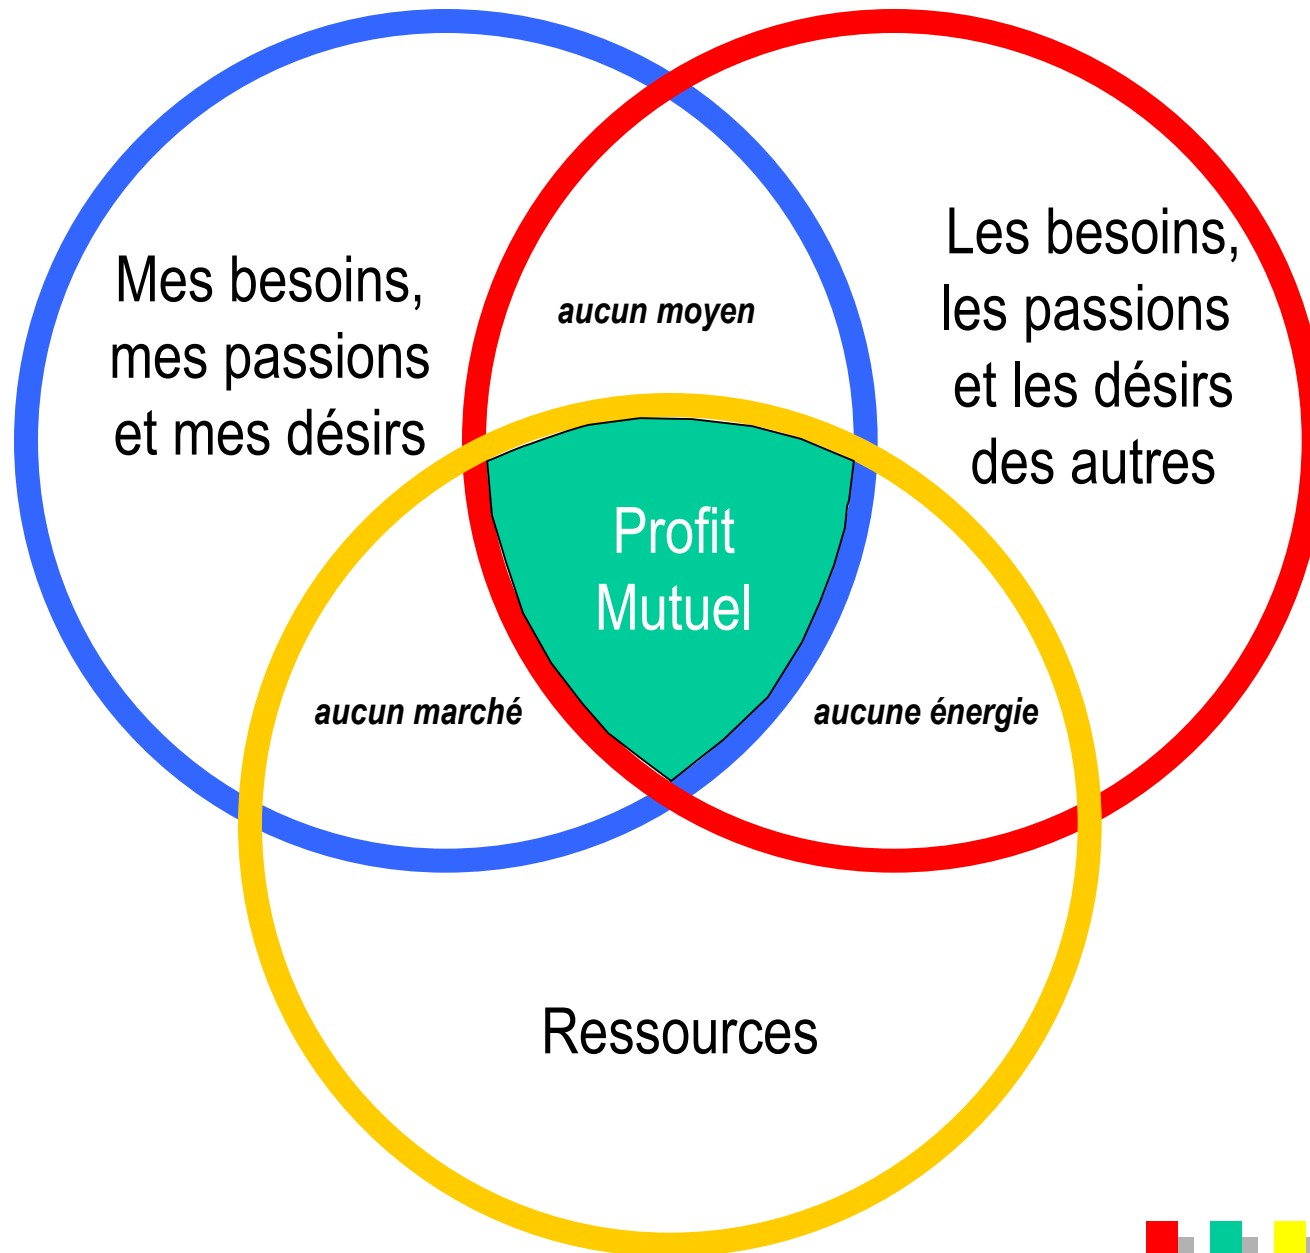 Mes besoins,
mes passions
et mes désirs
Les besoins,
les passions
et les désirs
des autres
aucun moyen
Profit
Mutuel
aucun marché
aucune énergie
Ressources